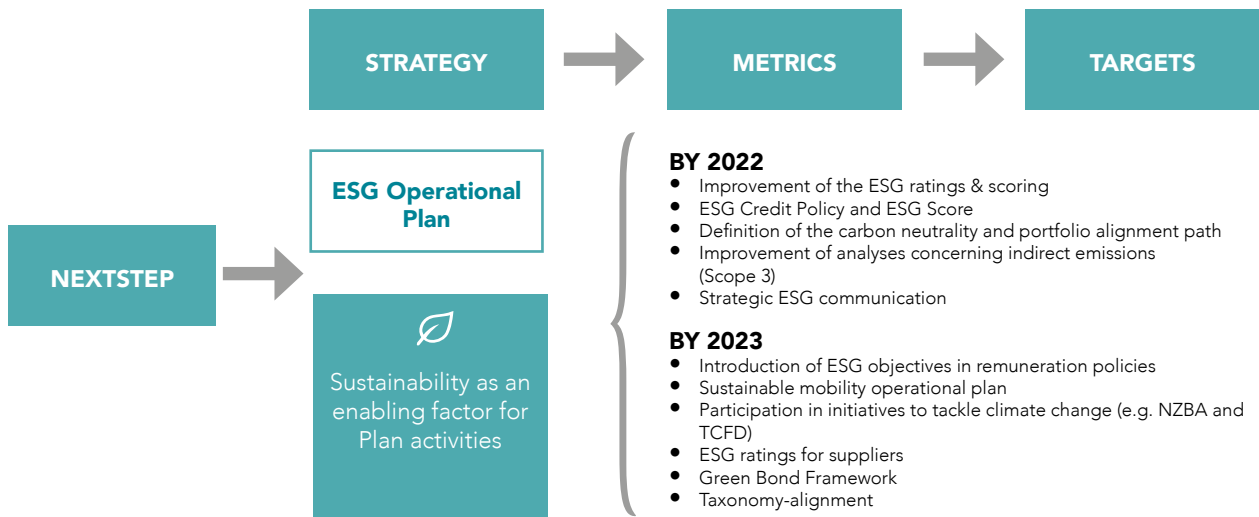 STRATEGY
METRICS
TARGETS
NEXTSTEP
ESG Operational
Plan
Sustainability as an
enabling factor for
Plan activities
BY 2022
• Improvement of the ESG ratings & scoring
• ESG Credit Policy and ESG Score
• Definition of the carbon neutrality and portfolio alignment path
• Improvement of analyses concerning indirect emissions
(Scope 3)
• Strategic ESG communication
BY 2023
• Introduction of ESG objectives in remuneration policies
• Sustainable mobility operational plan
• Participation in initiatives to tackle climate change (e.g. NZBA and
TCFD)
• ESG ratings for suppliers
• Green Bond Framework
• Taxonomy-alignment